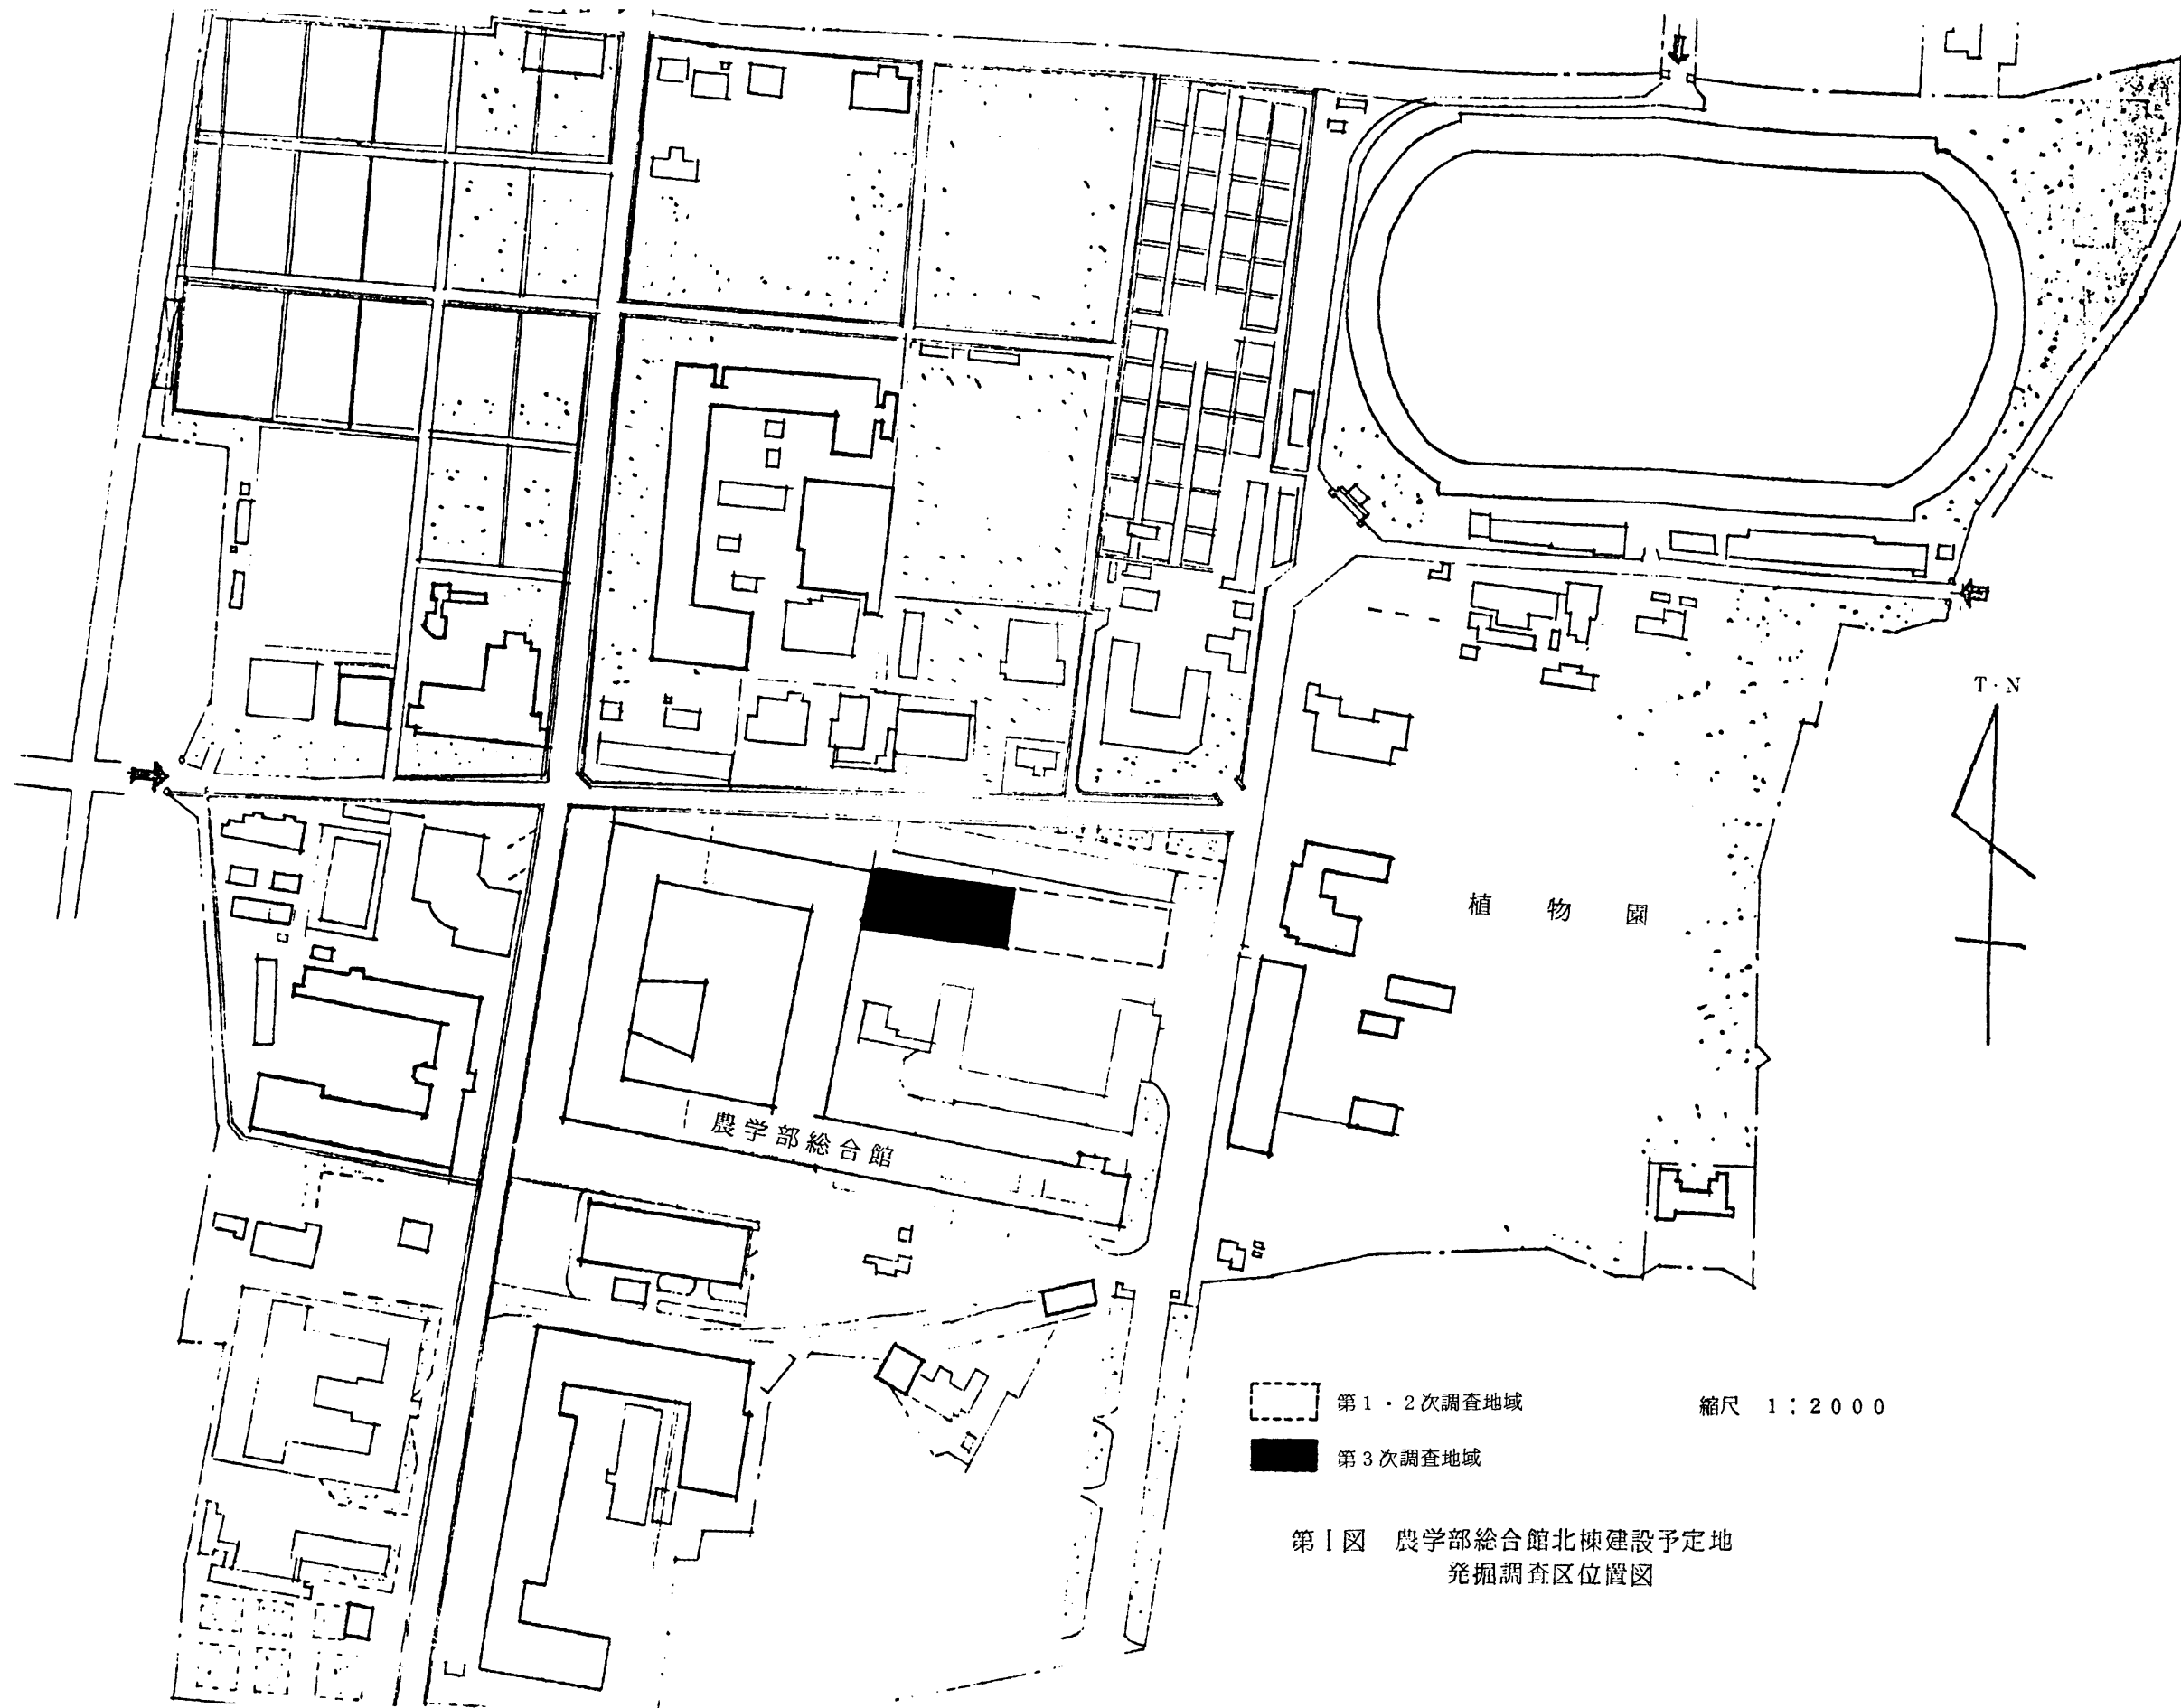 T・N
植物園
農学部総合館
第1・2次調査地域
縮尺 1:2000
第3次調査地域
第1図 農学部総合館北棟建設予定地
発掘調査区位置図